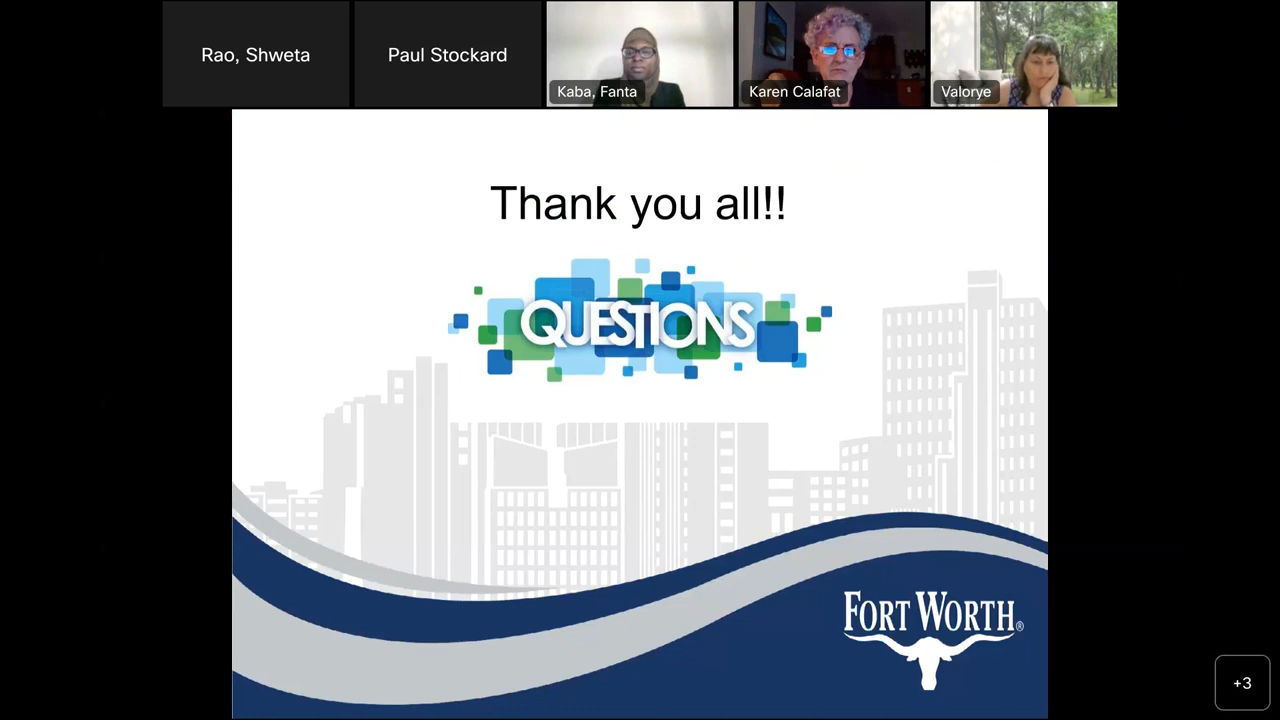 Rao, Shweta
Paul Stockard
Kaba, Fanta
Karen Calafat
Valorye
Thank you all!!
QUESTIONS
FORT WORTH®
+3